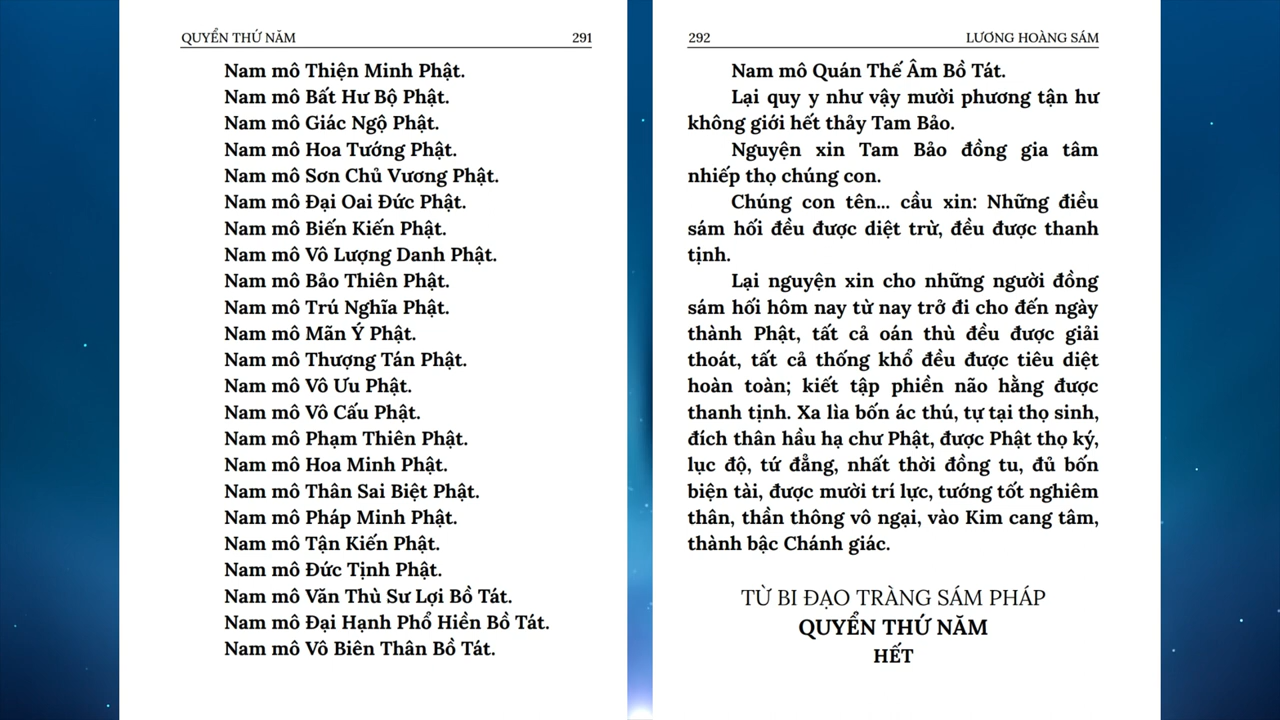 QUYỂN THỨ NĂM 291
Nam mô Thiện Minh Phật.
Nam mô Bất Hư Bộ Phật.
Nam mô Giác Ngộ Phật.
Nam mô Hoa Tướng Phật.
Nam mô Sơn Chủ Vương Phật.
Nam mô Đại Oai Đức Phật.
Nam mô Biến Kiến Phật.
Nam mô Vô Lượng Danh Phật.
Nam mô Bảo Thiên Phật.
Nam mô Trú Nghĩa Phật.
Nam mô Mãn Ý Phật.
Nam mô Thượng Tán Phật.
Nam mô Vô Ưu Phật.
Nam mô Vô Cấu Phật.
Nam mô Phạm Thiên Phật.
Nam mô Hoa Minh Phật.
Nam mô Thân Sai Biệt Phật.
Nam mô Pháp Minh Phật.
Nam mô Tận Kiến Phật.
Nam mô Đức Tịnh Phật.
Nam mô Văn Thù Sư Lợi Bồ Tát.
Nam mô Đại Hạnh Phổ Hiền Bồ Tát.
Nam mô Vô Biên Thân Bồ Tát.
292 LƯƠNG HOÀNG SÁM
Nam mô Quán Thế Âm Bồ Tát.
Lại quy y như vậy mười phương tận hư
không giới hết thảy Tam Bảo.
Nguyện xin Tam Bảo đồng gia tâm
nhiếp thọ chúng con.
Chúng con tên... cầu xin: Những điều
sám hối đều được diệt trừ, đều được thanh
tịnh.
Lại nguyện xin cho những người đồng
sám hối hôm nay từ nay trở đi cho đến ngày
thành Phật, tất cả oán thù đều được giải
thoát, tất cả thống khổ đều được tiêu diệt
hoàn toàn; kiết tập phiền não hằng được
thanh tịnh. Xa lìa bốn ác thú, tự tại thọ sinh,
đích thân hầu hạ chư Phật, được Phật thọ ký,
lục độ, tứ đẳng, nhất thời đồng tu, đủ bốn
biện tài, được mười trí lực, tướng tốt nghiêm
thân, thần thông vô ngại, vào Kim cang tâm,
thành bậc Chánh giác.
TỪ BI ĐẠO TRÀNG SÁM PHÁP
QUYỂN THỨ NĂM
HẾT